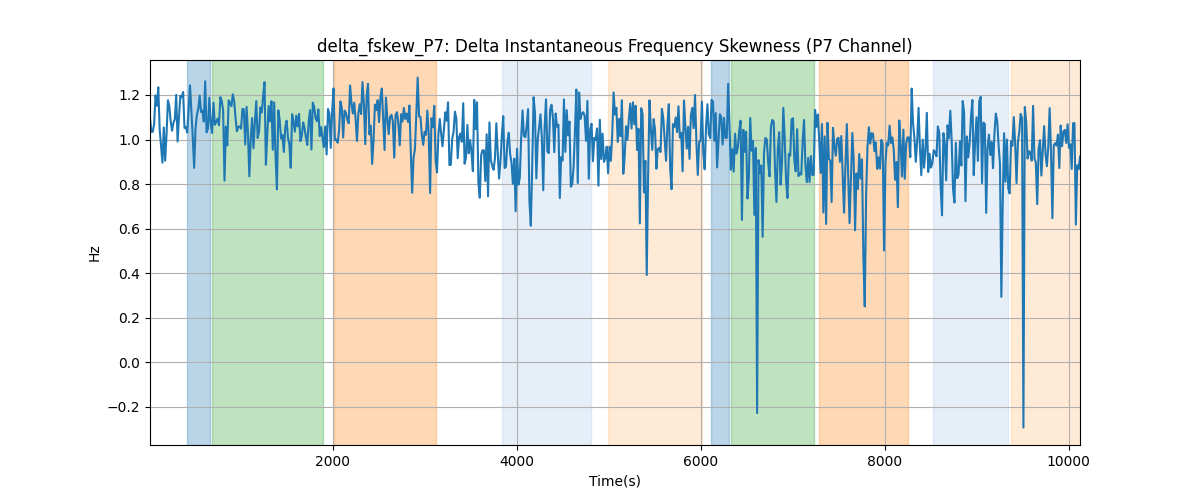 delta_fskew_P7: Delta Instantaneous Frequency Skewness (P7 Channel)
Hz
1.2
1.0
0.8
0.6
0.4
0.2
0.0
−0.2
2000 4000 6000 8000 10000
Time(s)